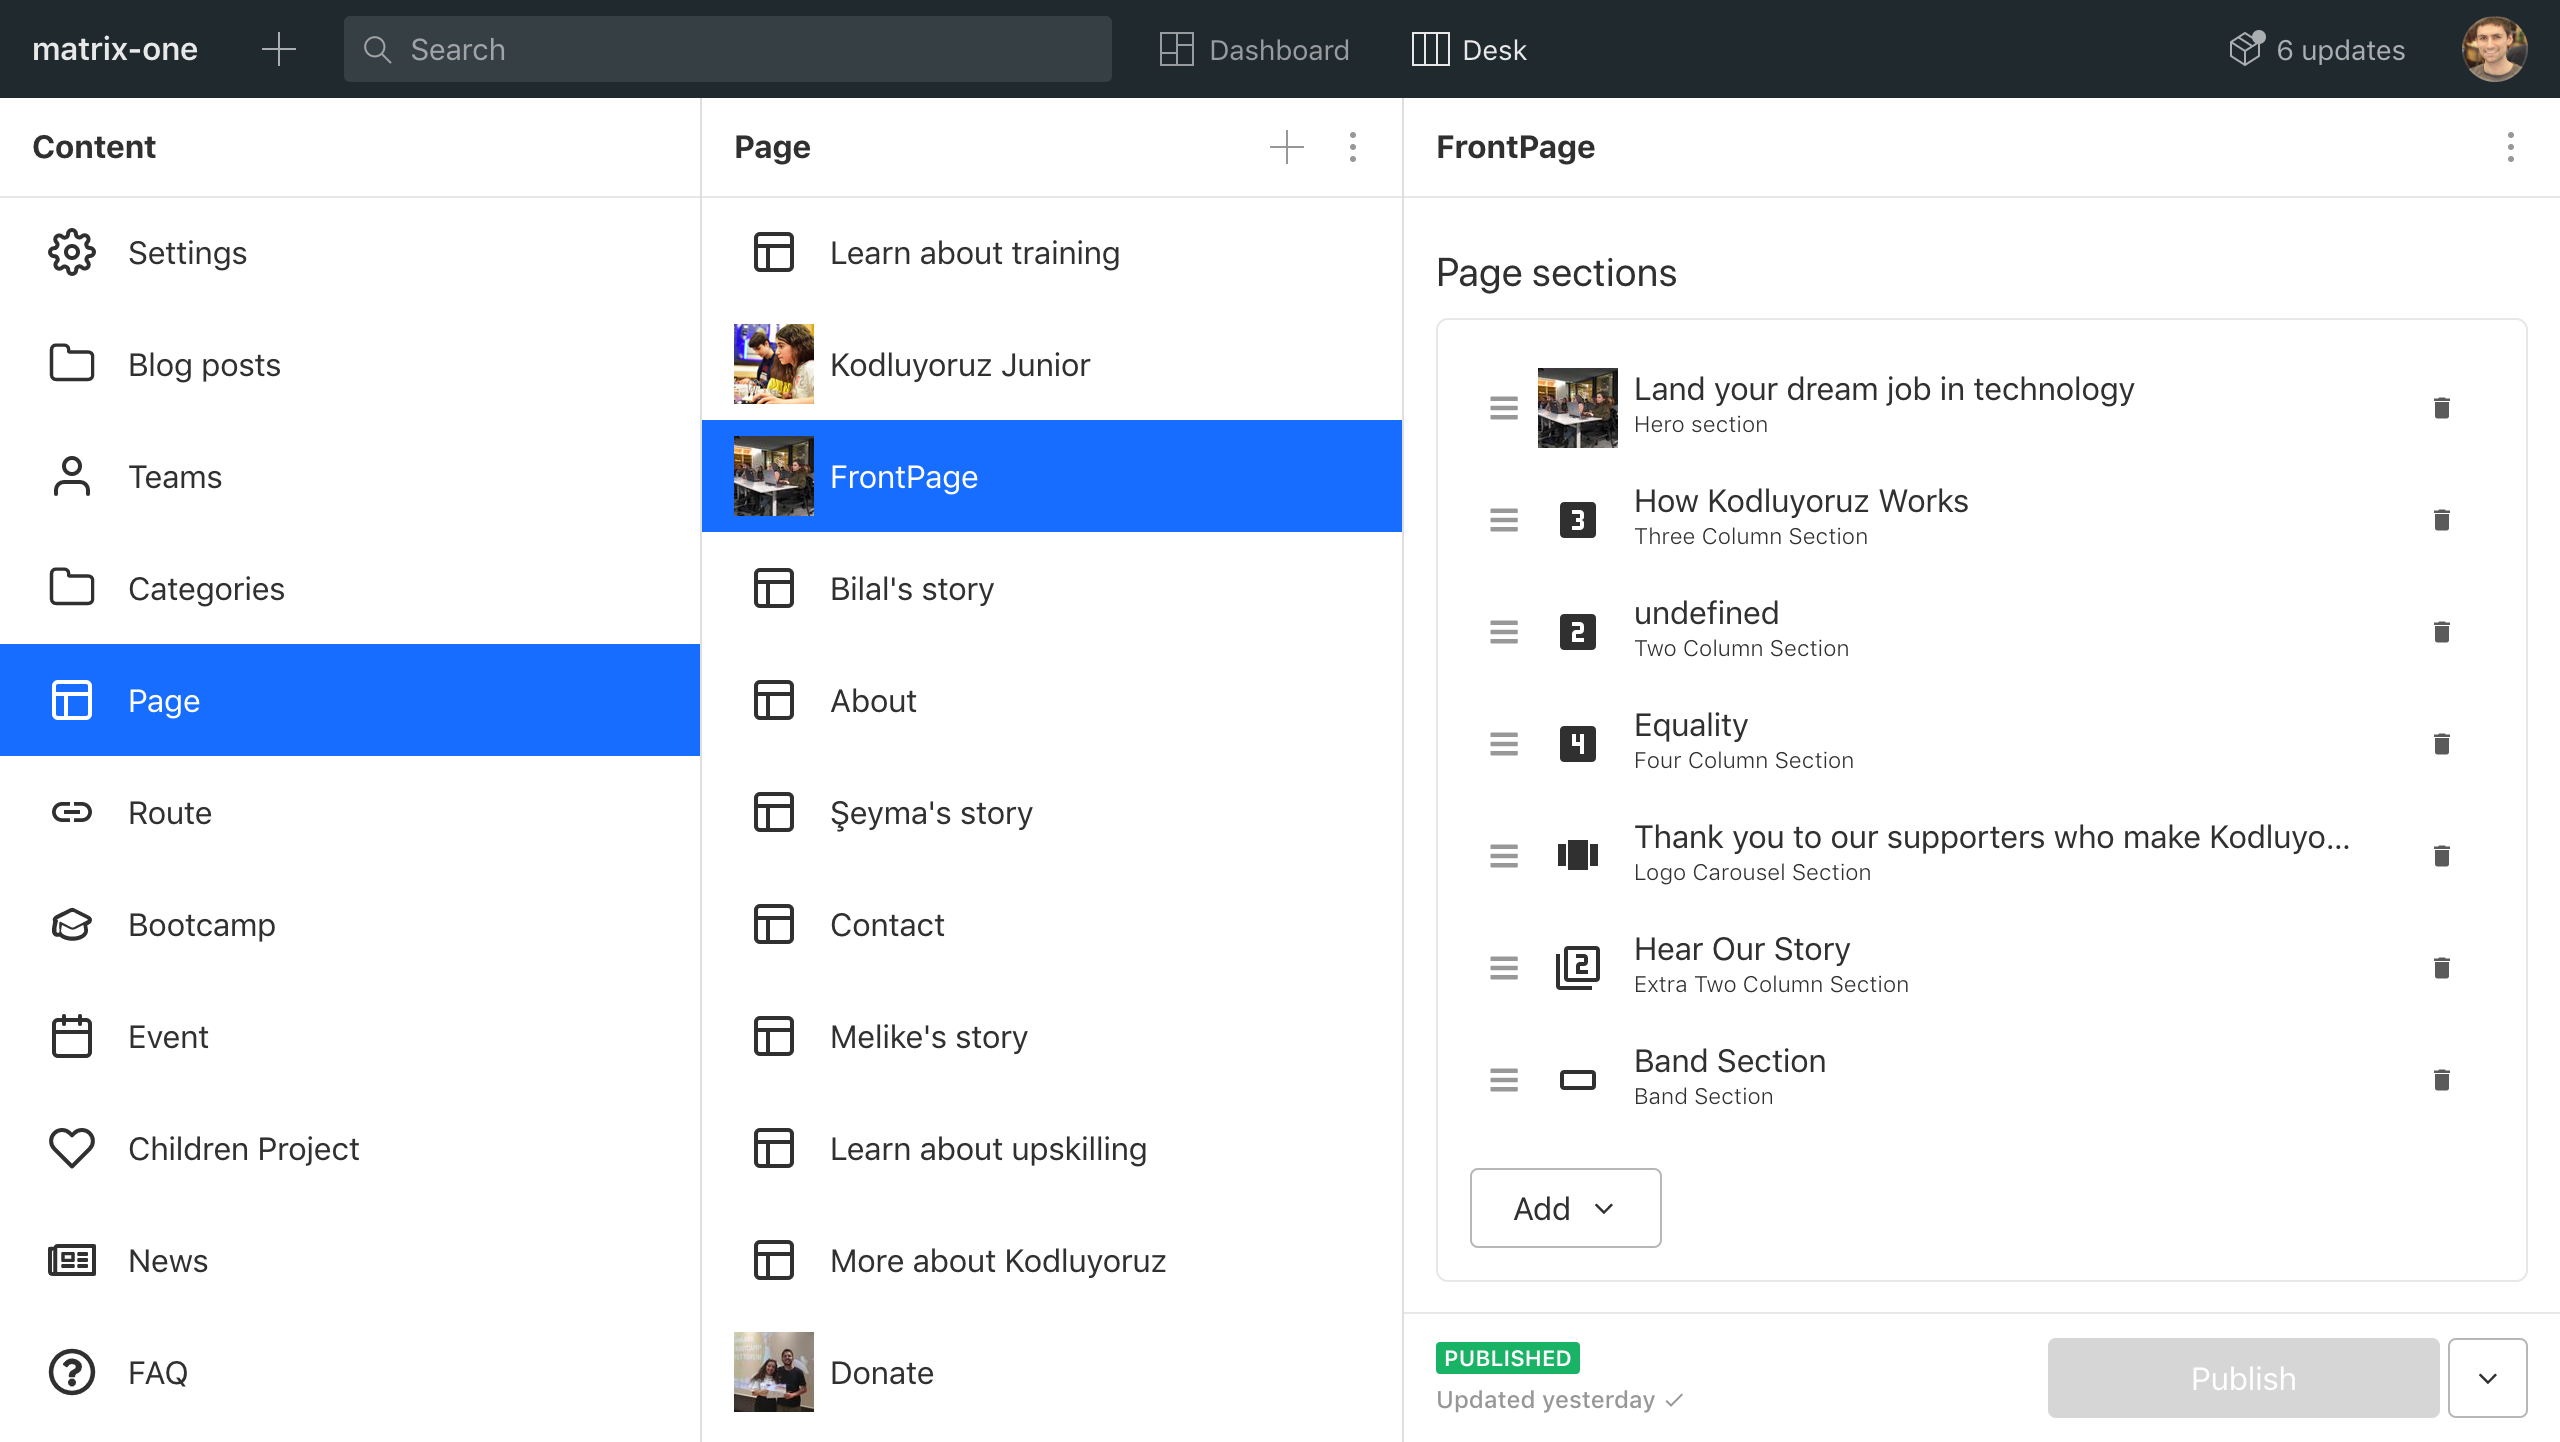 matrix-one
Search
Dashboard
Desk
6 updates
Content
Settings
Blog posts
Teams
Categories
Page
Route
Bootcamp
Event
Children Project
News
FAQ
Page
Learn about training
Kodluyoruz Junior
FrontPage
Bilal's story
About
Şeyma's story
Contact
Melike's story
Learn about upskilling
More about Kodluyoruz
Donate
FrontPage
Page sections
Land your dream job in technology
Hero section
3
How Kodluyoruz Works
Three Column Section
2
undefined
Two Column Section
4
Equality
Four Column Section
Thank you to our supporters who make Kodluyo...
Logo Carousel Section
2
Hear Our Story
Extra Two Column Section
Band Section
Band Section
Add
PUBLISHED
Updated yesterday
Publish